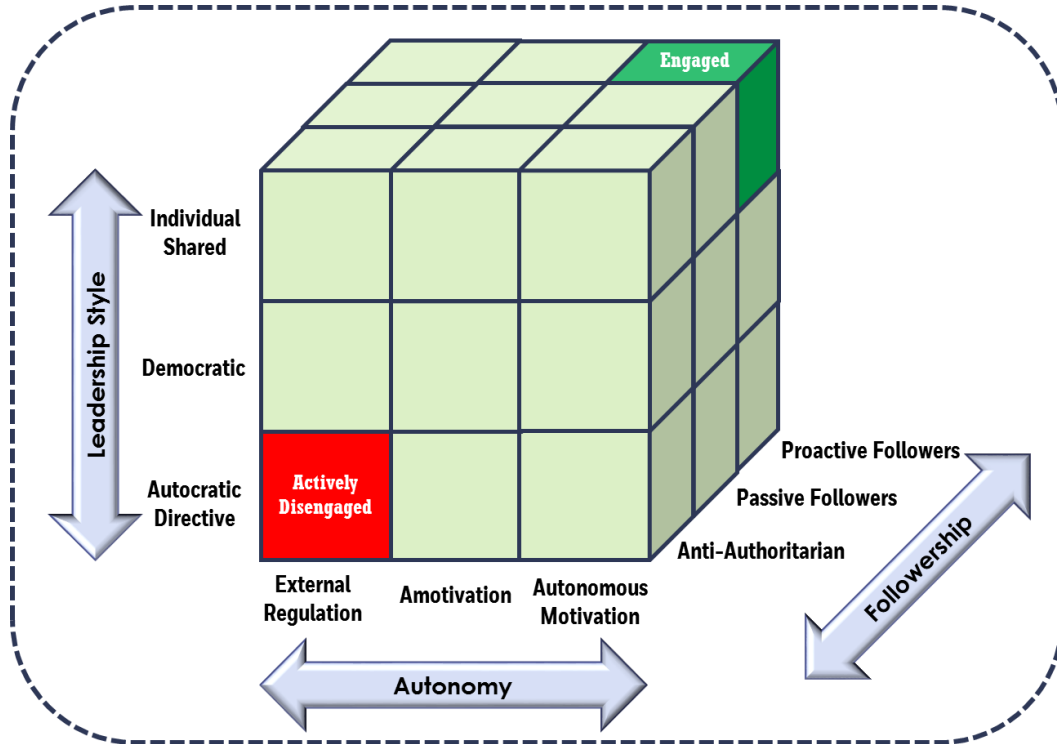 Engaged
Individual
Shared
Leadership Style
Democratic
Autocratic
Directive
Actively
Disengaged
Proactive Followers
Passive Followers
Anti-Authoritarian
Followership
External
Regulation
Amotivation
Autonomous
Motivation
Autonomy